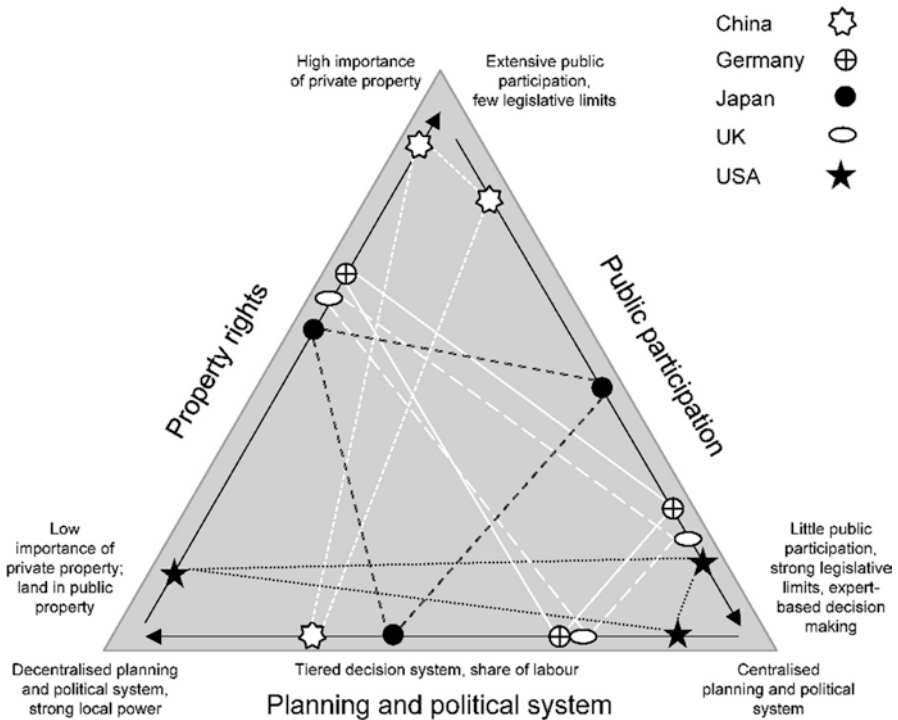 China
Germany
Japan
UK
USA
High importance
of private property
Extensive public
participation,
few legislative limits
Property rights
Public participation
Low
importance of
private property;
land in public
property
Little public
participation,
strong legislative
limits, expert-
based decision
making
Decentralised planning
and political system,
strong local power
Tiered decision system, share of labour
Centralised
planning and political
system
Planning and political system